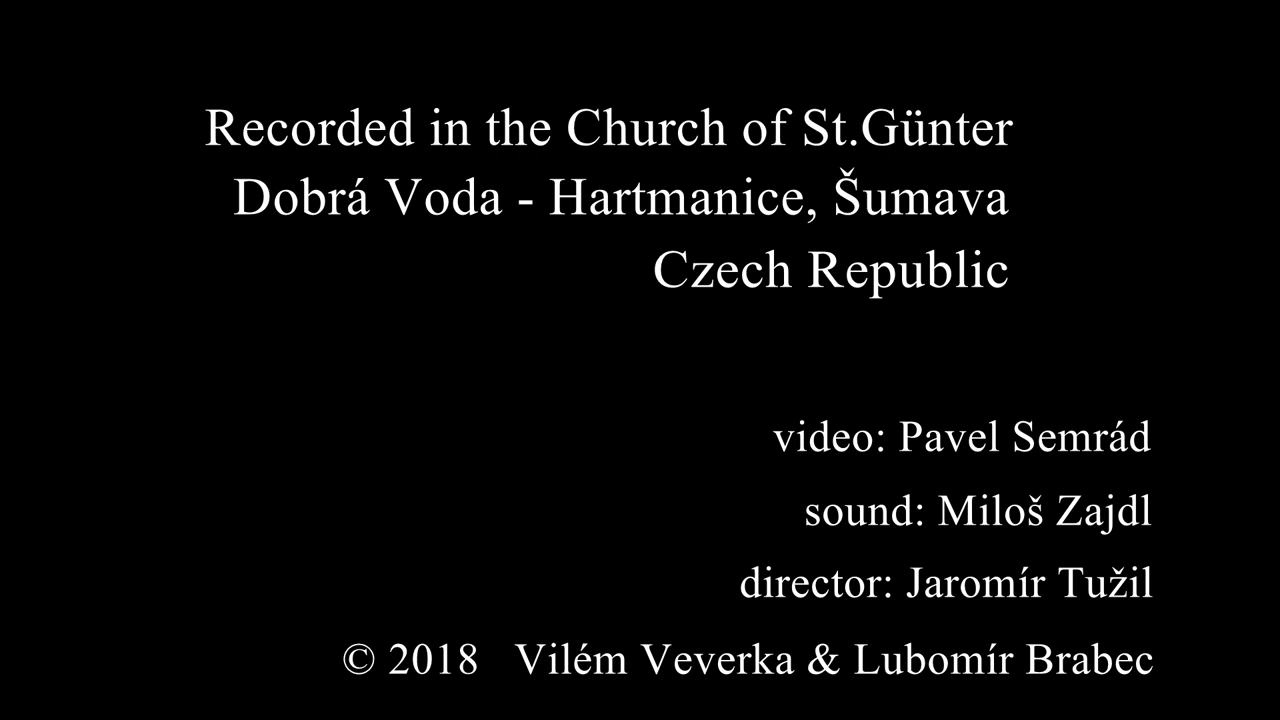 Recorded in the Church of St.Günter
Dobrá Voda - Hartmanice, Šumava
Czech Republic
video: Pavel Semrád
sound: Miloš Zajdl
director: Jaromír Tužil
© 2018 Vilém Veverka & Lubomír Brabec